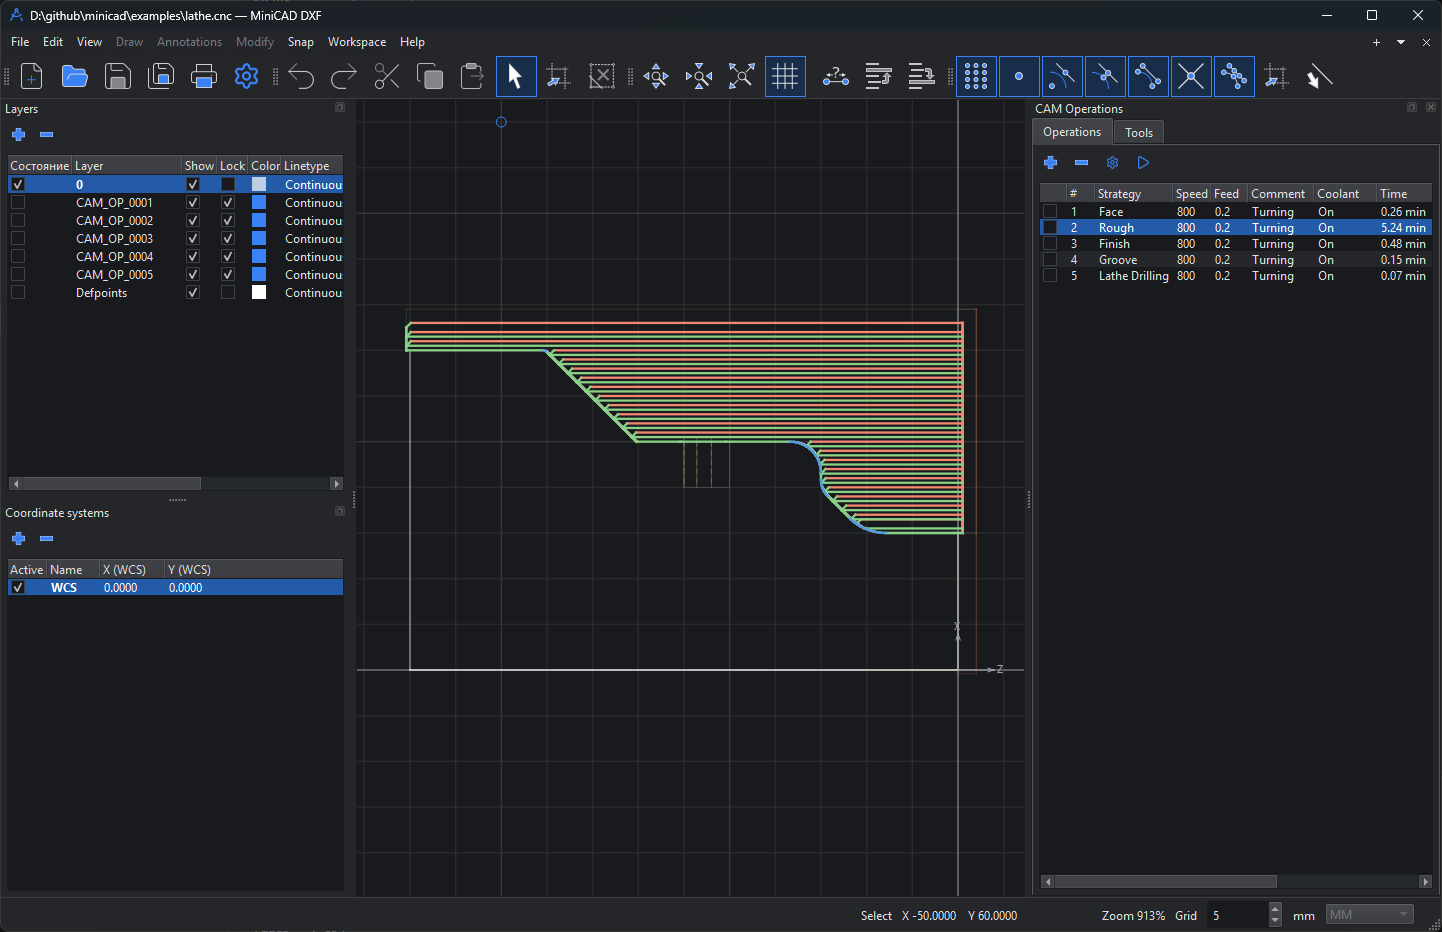 D:\github\minicad\examples\lathe.cnc — MiniCAD DXF
File Edit View Draw Annotations Modify Snap Workspace Help
Layers
Состояние Layer Show Lock Color Linetype
0 Continuou
CAM_OP_0001 Continuou
CAM_OP_0002 Continuou
CAM_OP_0003 Continuou
CAM_OP_0004 Continuou
CAM_OP_0005 Continuou
Defpoints Continuou
Coordinate systems
Active Name X (WCS) Y (WCS)
WCS 0.0000 0.0000
X
Z
CAM Operations
Operations Tools
# Strategy Speed Feed Comment Coolant Time
1 Face 800 0.2 Turning On 0.26 min
2 Rough 800 0.2 Turning On 5.24 min
3 Finish 800 0.2 Turning On 0.48 min
4 Groove 800 0.2 Turning On 0.15 min
5 Lathe Drilling 800 0.2 Turning On 0.07 min
Select X -50.0000 Y 60.0000 Zoom 913% Grid 5 mm MM